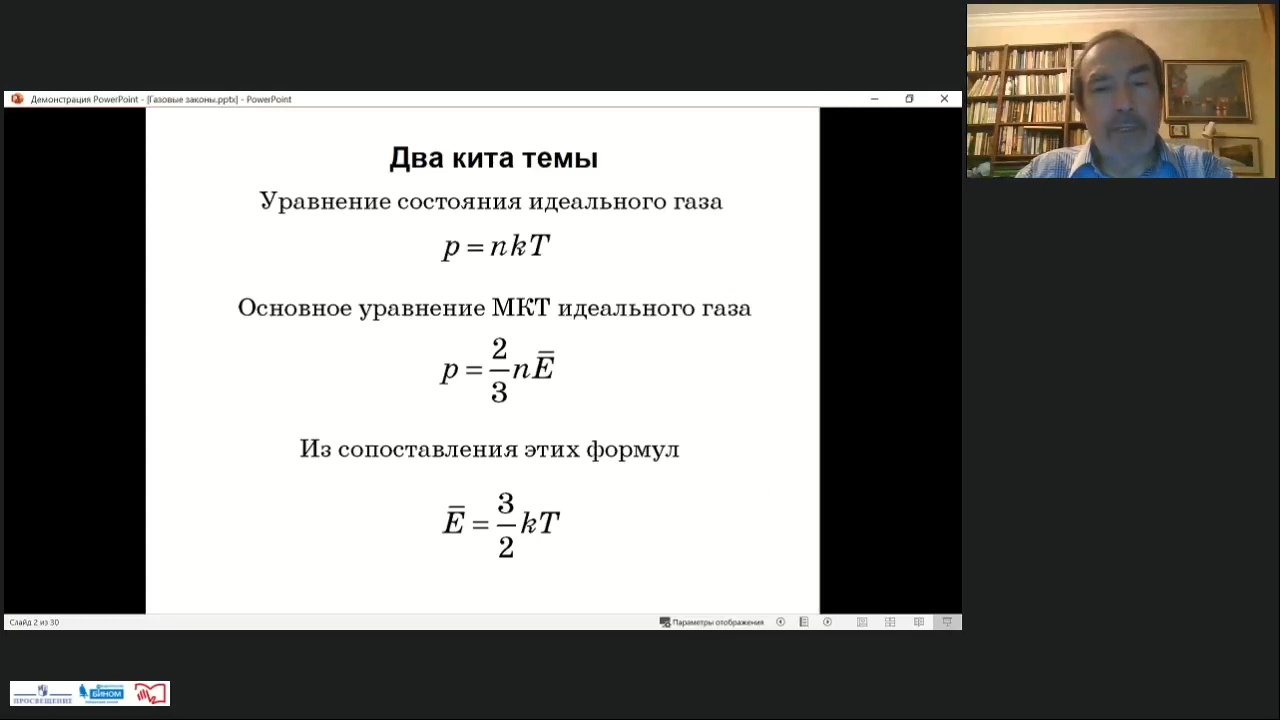 Демонстрация PowerPoint - [Газовые законы.pptx] - PowerPoint
Два кита темы
Уравнение состояния идеального газа
p = nkT
Основное уравнение МКТ идеального газа
p = 2/3 nE̅
Из сопоставления этих формул
E̅ = 3/2 kT
Слайд 2 из 30
Параметры отображения
ПРОСВЕЩЕНИЕ
БИНОМ